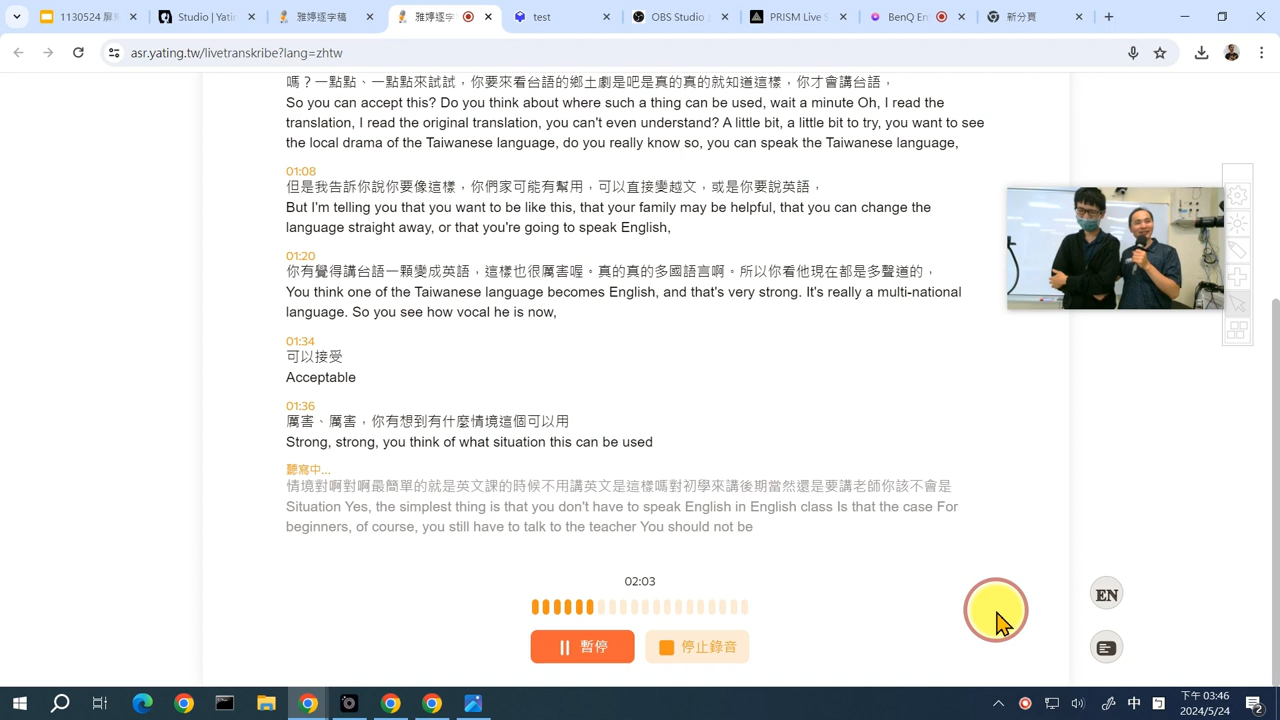 1130524 屏東
Studio | Yati
雅婷逐字稿
雅婷逐字
test
OBS Studio
PRISM Live S
BenQ En
新分頁
asr.yating.tw/livetranskribe?lang=zhtw
嗎？一點點、一點點來試試，你要來看台語的鄉土劇是吧是真的真的就知道這樣，你才會講台語，
So you can accept this? Do you think about where such a thing can be used, wait a minute Oh, I read the
translation, I read the original translation, you can't even understand? A little bit, a little bit to try, you want to see
the local drama of the Taiwanese language, do you really know so, you can speak the Taiwanese language,
01:08
但是我告訴你說你要像這樣，你們家可能有幫用，可以直接變越文，或是你要說英語，
But I'm telling you that you want to be like this, that your family may be helpful, that you can change the
language straight away, or that you're going to speak English,
01:20
你有覺得講台語一顆變成英語，這樣也很厲害喔。真的真的多國語言啊。所以你看他現在都是多聲道的，
You think one of the Taiwanese language becomes English, and that's very strong. It's really a multi-national
language. So you see how vocal he is now,
01:34
可以接受
Acceptable
01:36
厲害、厲害，你有想到有什麼情境這個可以用
Strong, strong, you think of what situation this can be used
聽寫中...
情境對啊對啊最簡單的就是英文課的時候不用講英文是這樣嗎對初學來講後期當然還是要講老師你該不會是
Situation Yes, the simplest thing is that you don't have to speak English in English class Is that the case For
beginners, of course, you still have to talk to the teacher You should not be
02:03
暫停
停止錄音
EN
中
下午 03:46
2024/5/24
2